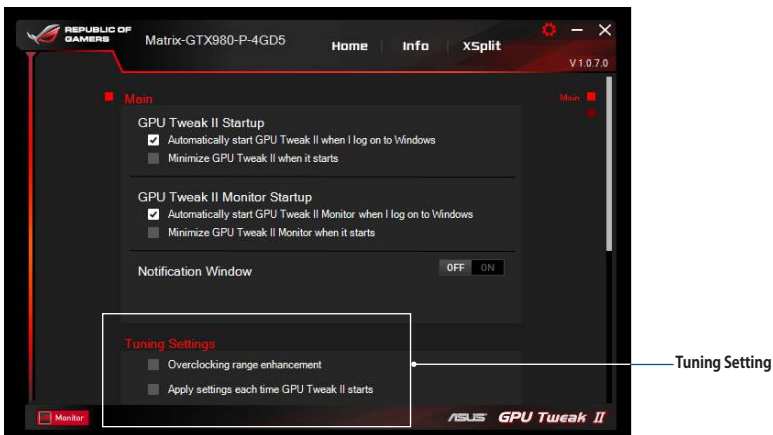 REPUBLIC OF
GAMERS
Matrix-GTX980-P-4GD5
Home
Info
XSplit
V 1.0.7.0
Main
Main
GPU Tweak II Startup
Automatically start GPU Tweak II when I log on to Windows
Minimize GPU Tweak II when it starts
GPU Tweak II Monitor Startup
Automatically start GPU Tweak II Monitor when I log on to Windows
Minimize GPU Tweak II Monitor when it starts
Notification Window
OFF ON
Tuning Settings
Overclocking range enhancement
Apply settings each time GPU Tweak II starts
Tuning Setting
Monitor
ASUS GPU Tweak II